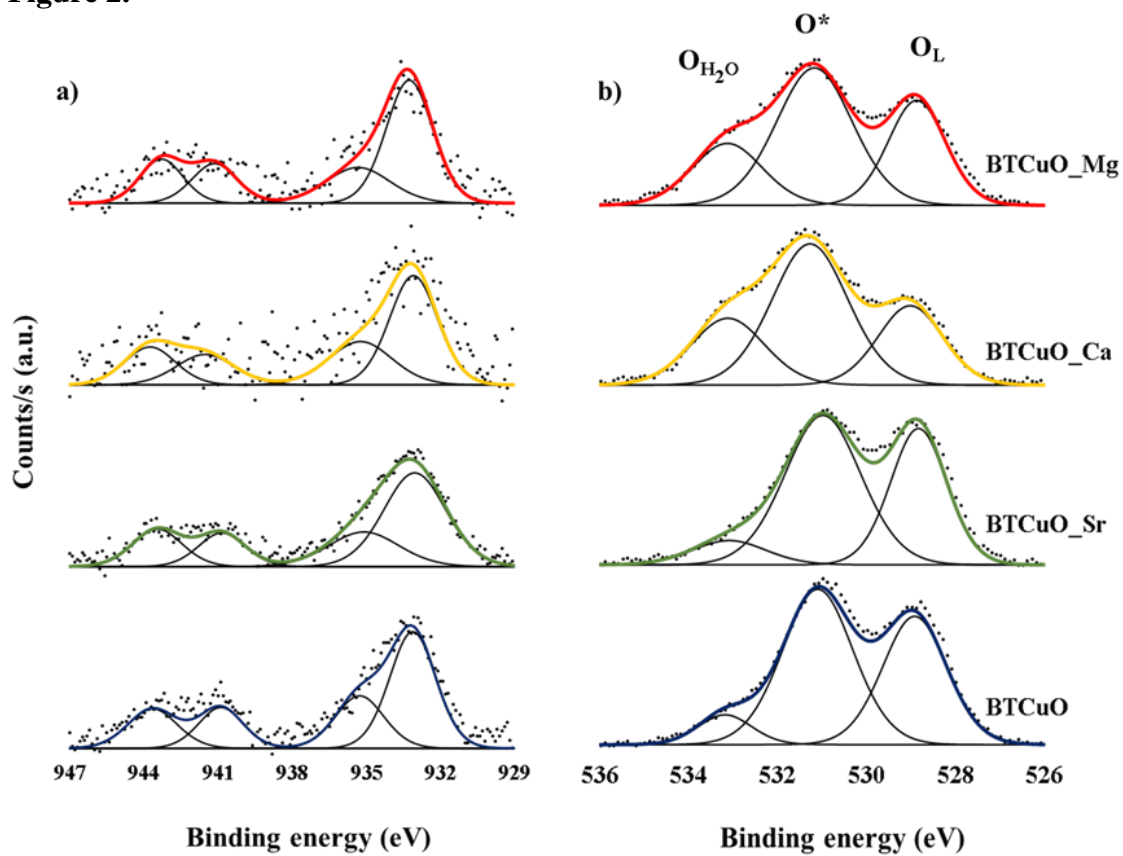 Figure 2.
a)
b)
O_H₂O
O*
O_L
BTCuO_Mg
BTCuO_Ca
BTCuO_Sr
BTCuO
Counts/s (a.u.)
947 944 941 938 935 932 929
536 534 532 530 528 526
Binding energy (eV)
Binding energy (eV)